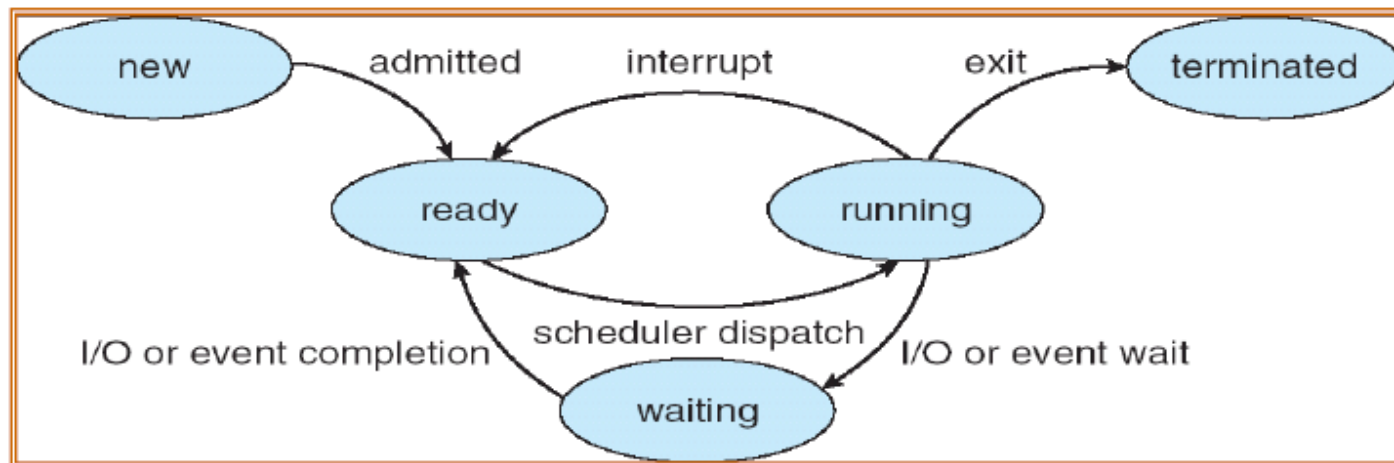 new
admitted
interrupt
exit
terminated
ready
running
scheduler dispatch
I/O or event completion
I/O or event wait
waiting